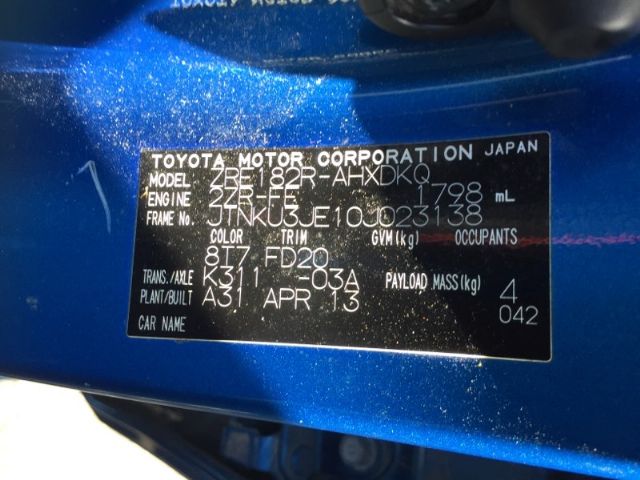 TOYOTA MOTOR CORPORATION JAPAN
MODEL ZRE182R-AHXDKQ
ENGINE 2ZR-FE 1798 mL
FRAME No. JTNKU3JE10J023138
COLOR TRIM GVM(kg) OCCUPANTS
8T7 FD20
TRANS./AXLE K311 -03A PAYLOAD MASS(kg) 4
PLANT/BUILT A31 APR 13 042
CAR NAME